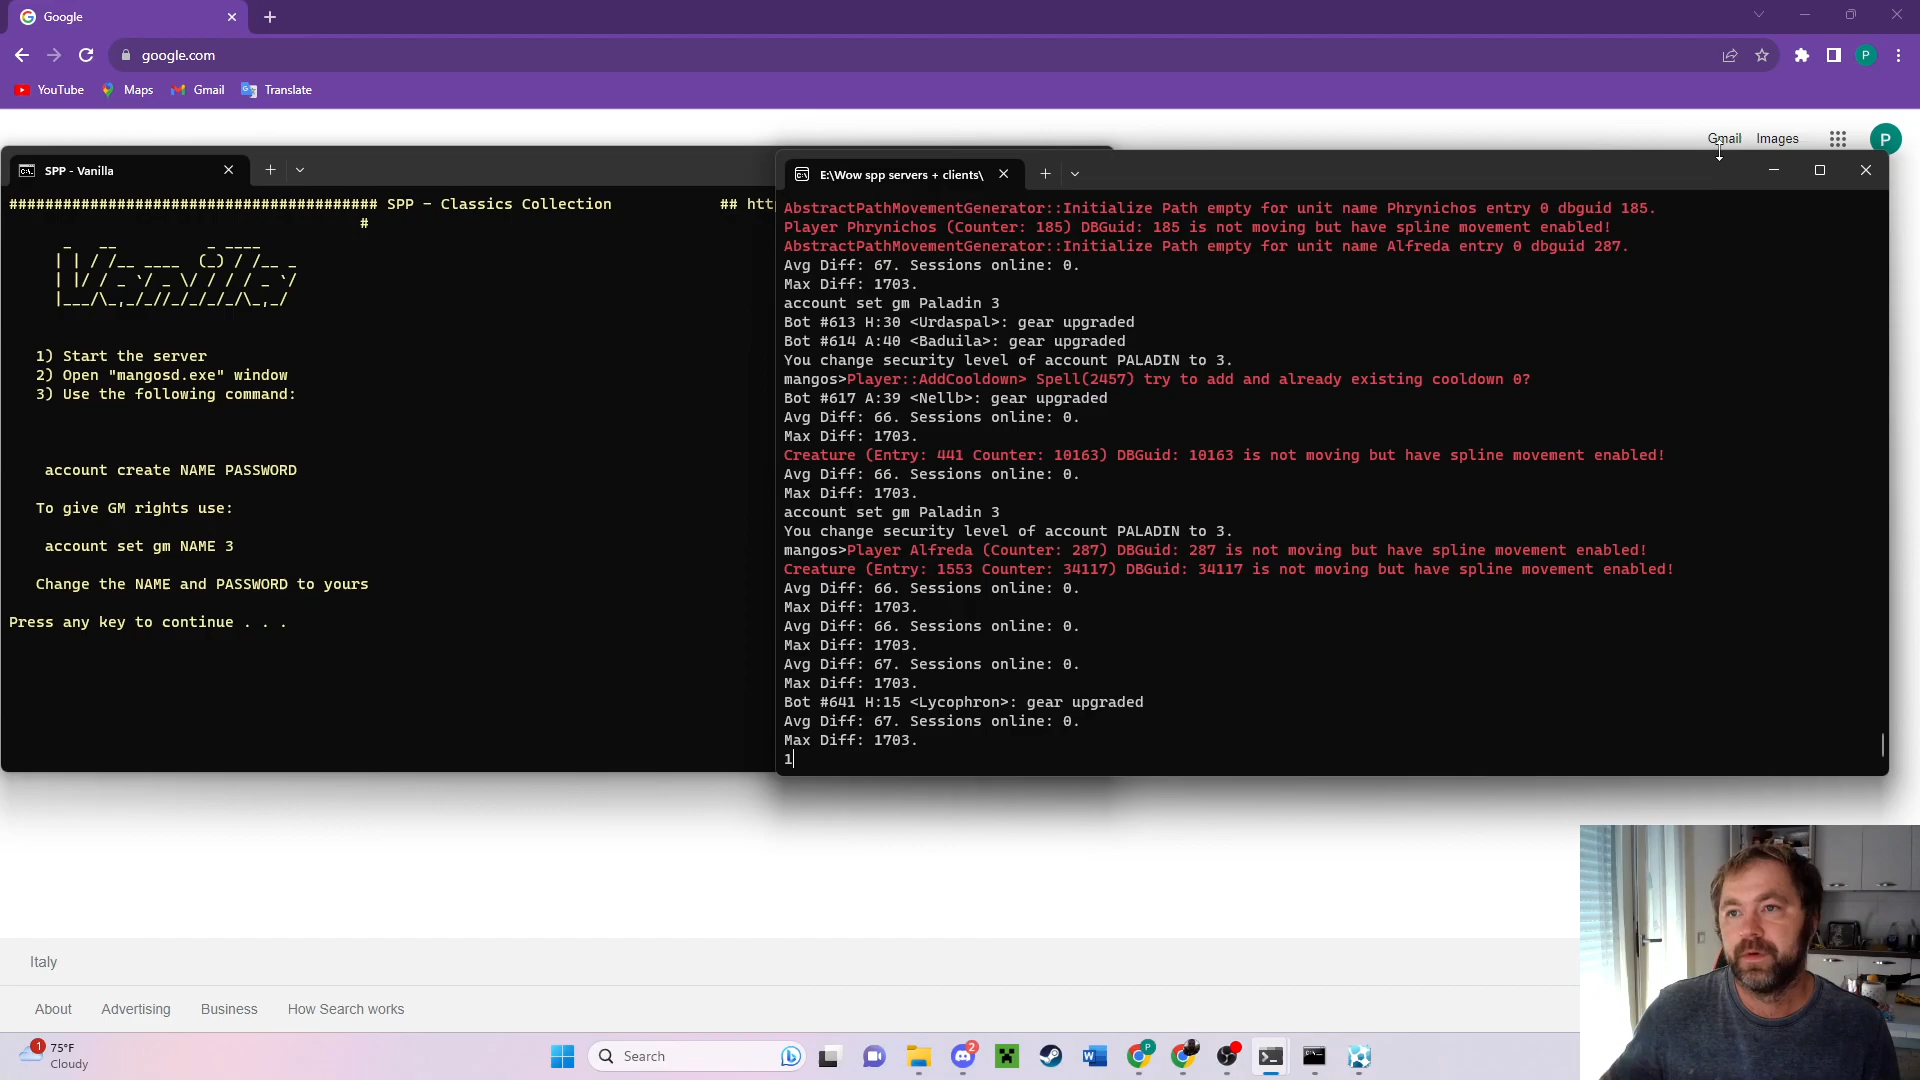 Google
google.com
YouTube Maps Gmail Translate
Gmail Images P
SPP - Vanilla
######################################### SPP - Classics Collection ## htt
#
1) Start the server
2) Open "mangosd.exe" window
3) Use the following command:
account create NAME PASSWORD
To give GM rights use:
account set gm NAME 3
Change the NAME and PASSWORD to yours
Press any key to continue . . .
E:\Wow spp servers + clients\
AbstractPathMovementGenerator::Initialize Path empty for unit name Phrynichos entry 0 dbguid 185.
Player Phrynichos (Counter: 185) DBGuid: 185 is not moving but have spline movement enabled!
AbstractPathMovementGenerator::Initialize Path empty for unit name Alfreda entry 0 dbguid 287.
Avg Diff: 67. Sessions online: 0.
Max Diff: 1703.
account set gm Paladin 3
Bot #613 H:30 <Urdaspal>: gear upgraded
Bot #614 A:40 <Baduila>: gear upgraded
You change security level of account PALADIN to 3.
mangos>Player::AddCooldown> Spell(2457) try to add and already existing cooldown 0?
Bot #617 A:39 <Nellb>: gear upgraded
Avg Diff: 66. Sessions online: 0.
Max Diff: 1703.
Creature (Entry: 441 Counter: 10163) DBGuid: 10163 is not moving but have spline movement enabled!
Avg Diff: 66. Sessions online: 0.
Max Diff: 1703.
account set gm Paladin 3
You change security level of account PALADIN to 3.
mangos>Player Alfreda (Counter: 287) DBGuid: 287 is not moving but have spline movement enabled!
Creature (Entry: 1553 Counter: 34117) DBGuid: 34117 is not moving but have spline movement enabled!
Avg Diff: 66. Sessions online: 0.
Max Diff: 1703.
Avg Diff: 66. Sessions online: 0.
Max Diff: 1703.
Avg Diff: 67. Sessions online: 0.
Max Diff: 1703.
Bot #641 H:15 <Lycophron>: gear upgraded
Avg Diff: 67. Sessions online: 0.
Max Diff: 1703.
1
Italy
About Advertising Business How Search works
1 75°F
Cloudy
Search
2
P